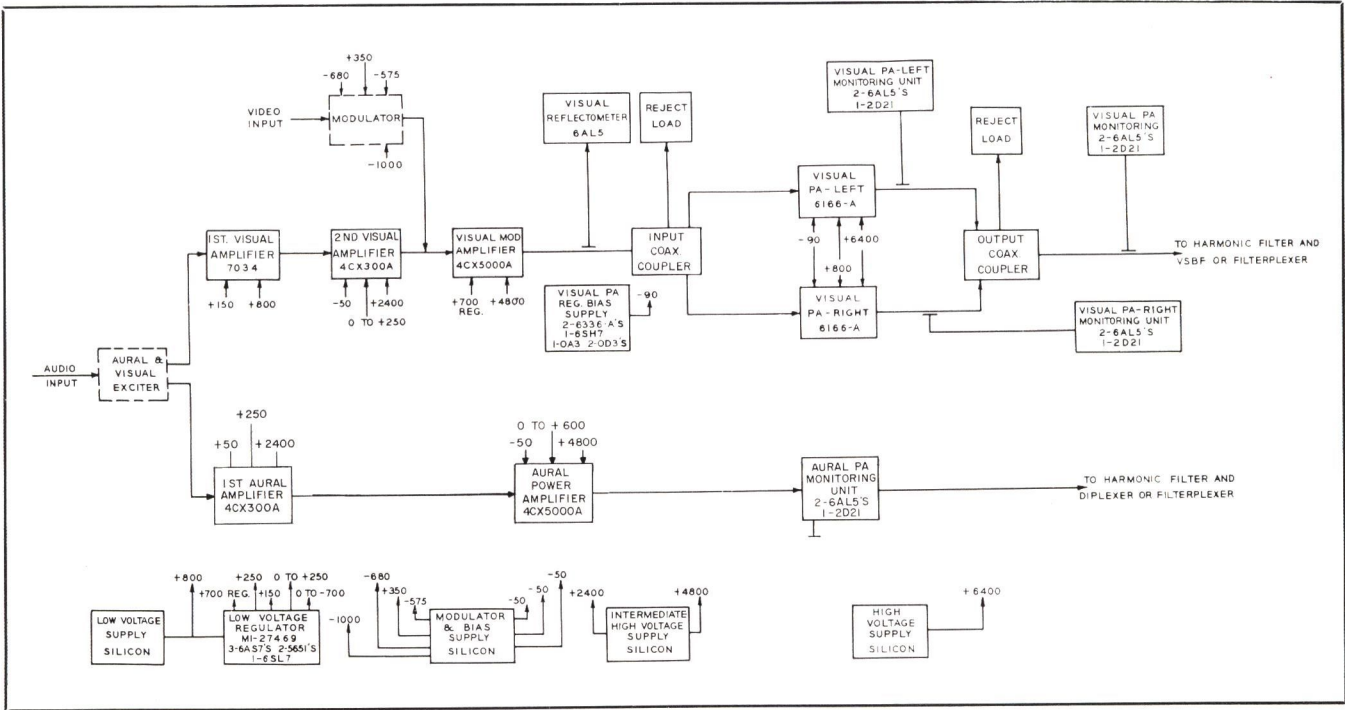 +350
-680
-575
VIDEO
INPUT
MODULATOR
-1000
VISUAL
REFLECTOMETER
6AL5
REJECT
LOAD
VISUAL PA-LEFT
MONITORING UNIT
2-6AL5'S
1-2D21
REJECT
LOAD
VISUAL PA
MONITORING
2-6AL5'S
1-2D21
1ST. VISUAL
AMPLIFIER
7034
+150
+800
2ND VISUAL
AMPLIFIER
4CX300A
-50
+2400
0 TO +250
VISUAL MOD
AMPLIFIER
4CX5000A
+700
REG.
+4800
INPUT
COAX.
COUPLER
VISUAL
PA-LEFT
6166-A
-90
+6400
+800
VISUAL
PA-RIGHT
6166-A
OUTPUT
COAX.
COUPLER
TO HARMONIC FILTER AND
VSBF OR FILTERPLEXER
VISUAL PA
REG. BIAS
SUPPLY
2-6336-A'S
1-6SH7
1-OA3 2-OD3'S
-90
VISUAL PA-RIGHT
MONITORING UNIT
2-6AL5'S
1-2D21
AUDIO
INPUT
AURAL &
VISUAL
EXCITER
+250
+50
+2400
1ST AURAL
AMPLIFIER
4CX300A
0 TO +600
-50
+4800
AURAL
POWER
AMPLIFIER
4CX5000A
AURAL PA
MONITORING
UNIT
2-6AL5'S
1-2D21
TO HARMONIC FILTER AND
DIPLEXER OR FILTERPLEXER
LOW VOLTAGE
SUPPLY
SILICON
+800
+250
0 TO +250
+700 REG.
+150
0 TO -700
LOW VOLTAGE
REGULATOR
MI-27469
3-6AS7'S 2-5651'S
1-6SL7
-1000
-680
+350
-575
-50
-50
-50
MODULATOR
& BIAS
SUPPLY
SILICON
+2400
+4800
INTERMEDIATE
HIGH VOLTAGE
SUPPLY
SILICON
HIGH
VOLTAGE
SUPPLY
SILICON
+6400